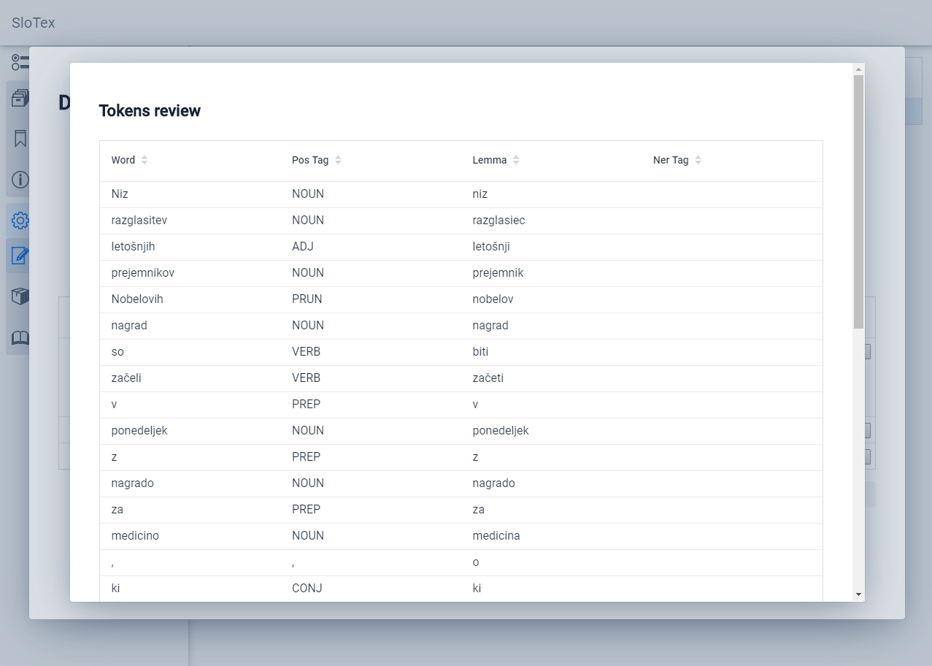 SloTex
D
Tokens review
Word Pos Tag Lemma Ner Tag
Niz NOUN niz
razglasitev NOUN razglasiec
letošnjih ADJ letošnji
prejemnikov NOUN prejemnik
Nobelovih PRUN nobelov
nagrad NOUN nagrad
so VERB biti
začeli VERB začeti
v PREP v
ponedeljek NOUN ponedeljek
z PREP z
nagrado NOUN nagrado
za PREP za
medicino NOUN medicina
, , o
ki CONJ ki